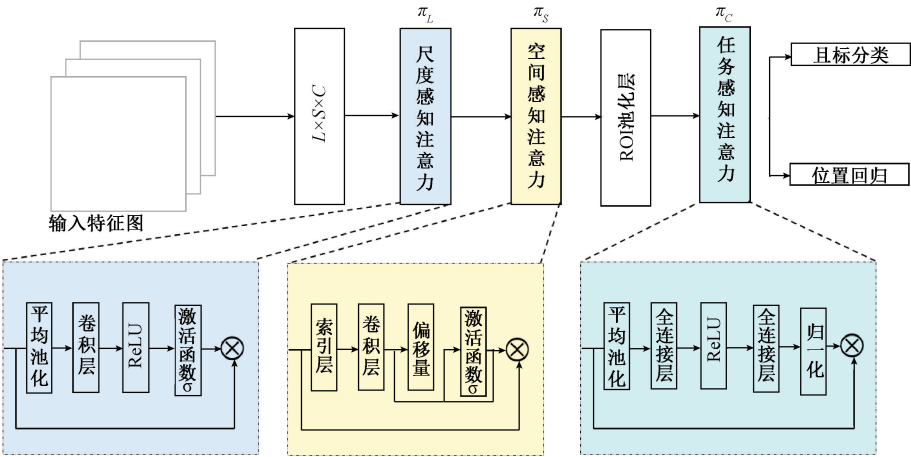 π_L
π_S
π_C
L×S×C
尺度感知注意力
空间感知注意力
ROI池化层
任务感知注意力
且标分类
位置回归
输入特征图
平均池化
卷积层
ReLU
激活函数σ
索引层
卷积层
偏移量
激活函数σ
平均池化
全连接层
ReLU
全连接层
归一化